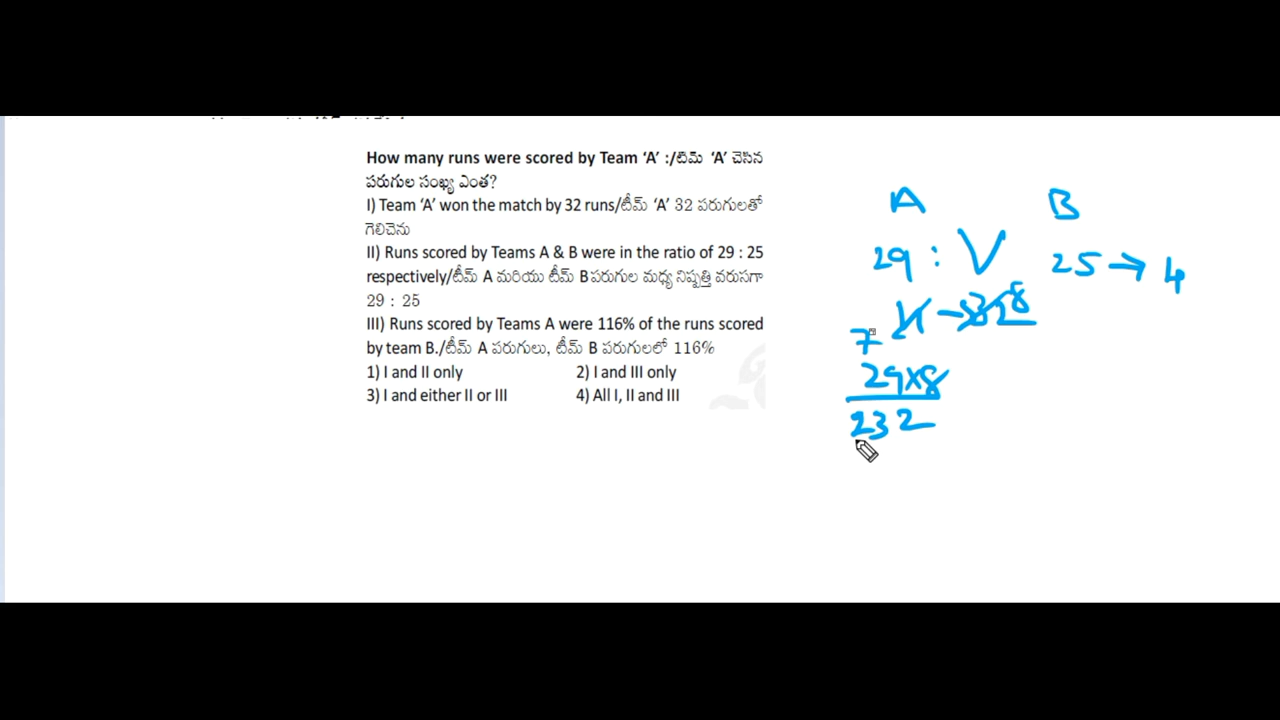 How many runs were scored by Team ‘A’ :/టీమ్ ‘A’ చేసిన
పరుగుల సంఖ్య ఎంత?
I) Team ‘A’ won the match by 32 runs/టీమ్ ‘A’ 32 పరుగులతో
గెలిచెను
II) Runs scored by Teams A & B were in the ratio of 29 : 25
respectively/టీమ్ A మరియు టీమ్ B పరుగుల మధ్య నిష్పత్తి వరుసగా
29 : 25
III) Runs scored by Teams A were 116% of the runs scored
by team B./టీమ్ A పరుగులు, టీమ్ B పరుగులలో 116%
1) I and II only 2) I and III only
3) I and either II or III 4) All I, II and III
A B
29 : 25 → 4
7
29×8
232